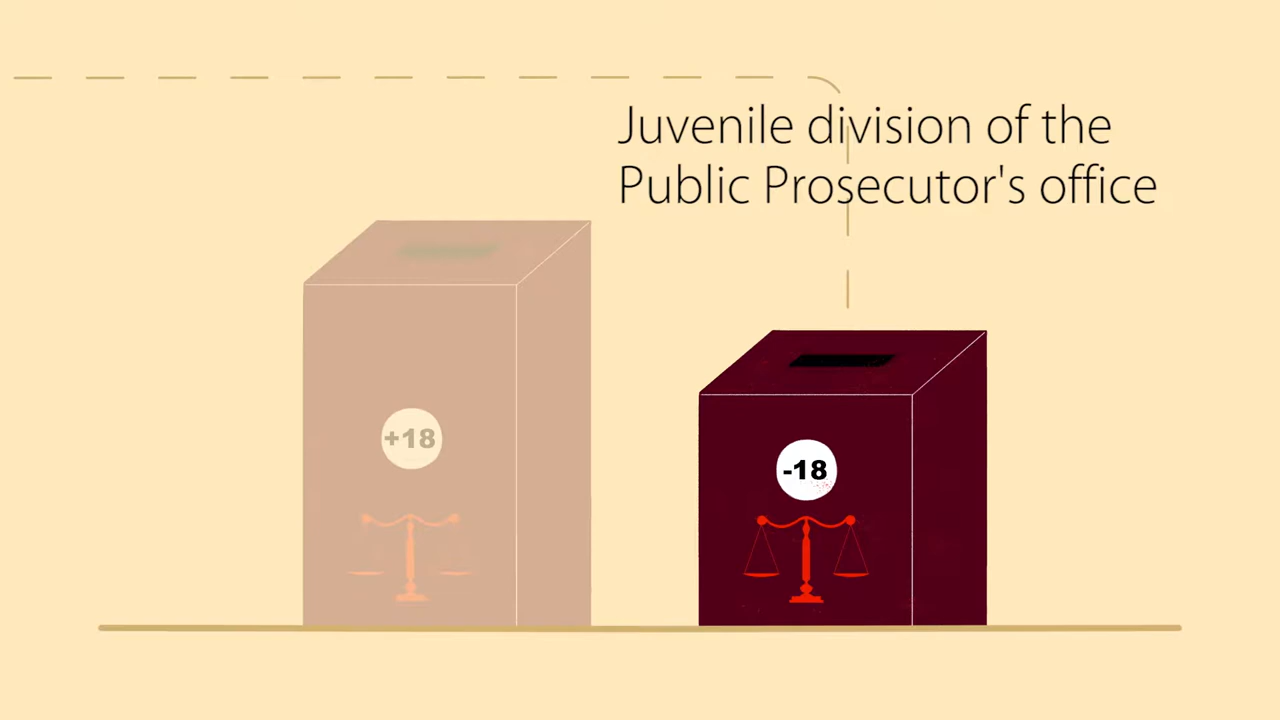 Juvenile division of the
Public Prosecutor's office
+18
-18